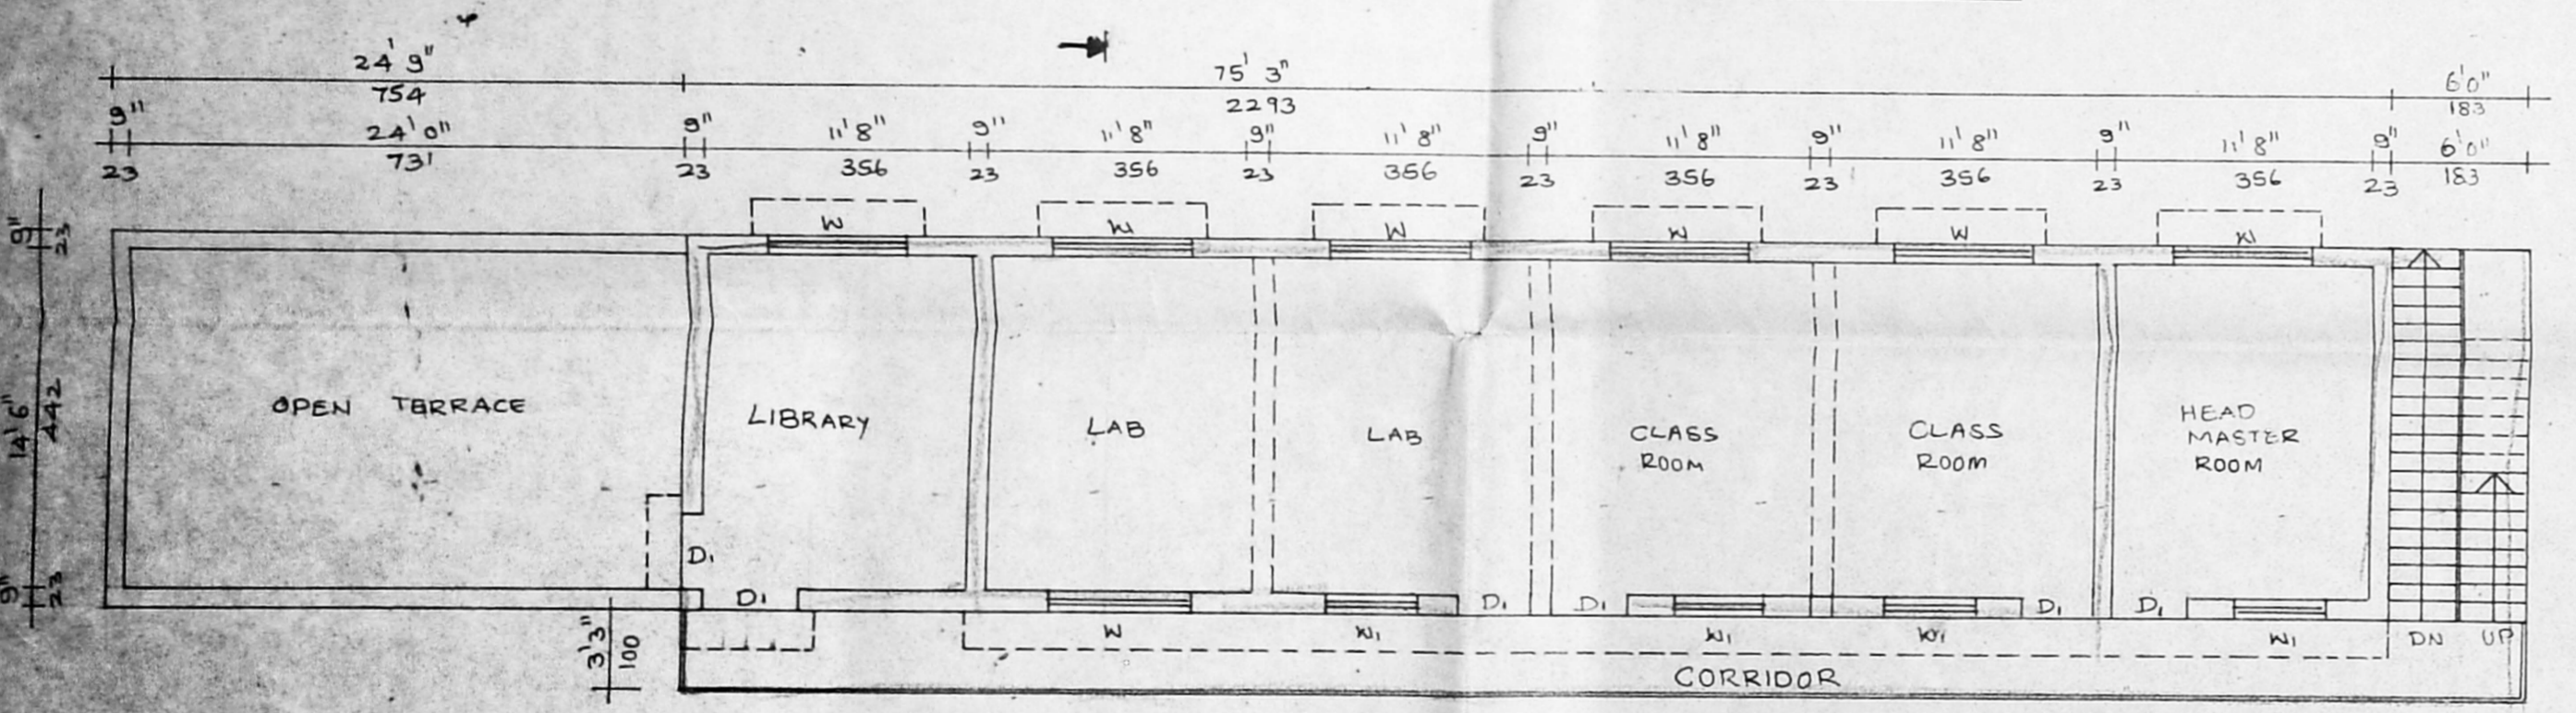 24' 9" 75' 3" 6'0"
754 2293 183
9" 24'0" 9" 11'8" 9" 11'8" 9" 11'8" 9" 11'8" 9" 11'8" 9" 11'8" 9" 6'0"
23 731 23 356 23 356 23 356 23 356 23 356 23 356 23 183
9" 23
14'6" 442
9" 23
W W W W W W
OPEN TERRACE
LIBRARY
LAB
LAB
CLASS
ROOM
CLASS
ROOM
HEAD
MASTER
ROOM
D1
D1 D1 D1 D1 D1
W W1 W1 W1 W1 DN UP
3'3" 100
CORRIDOR